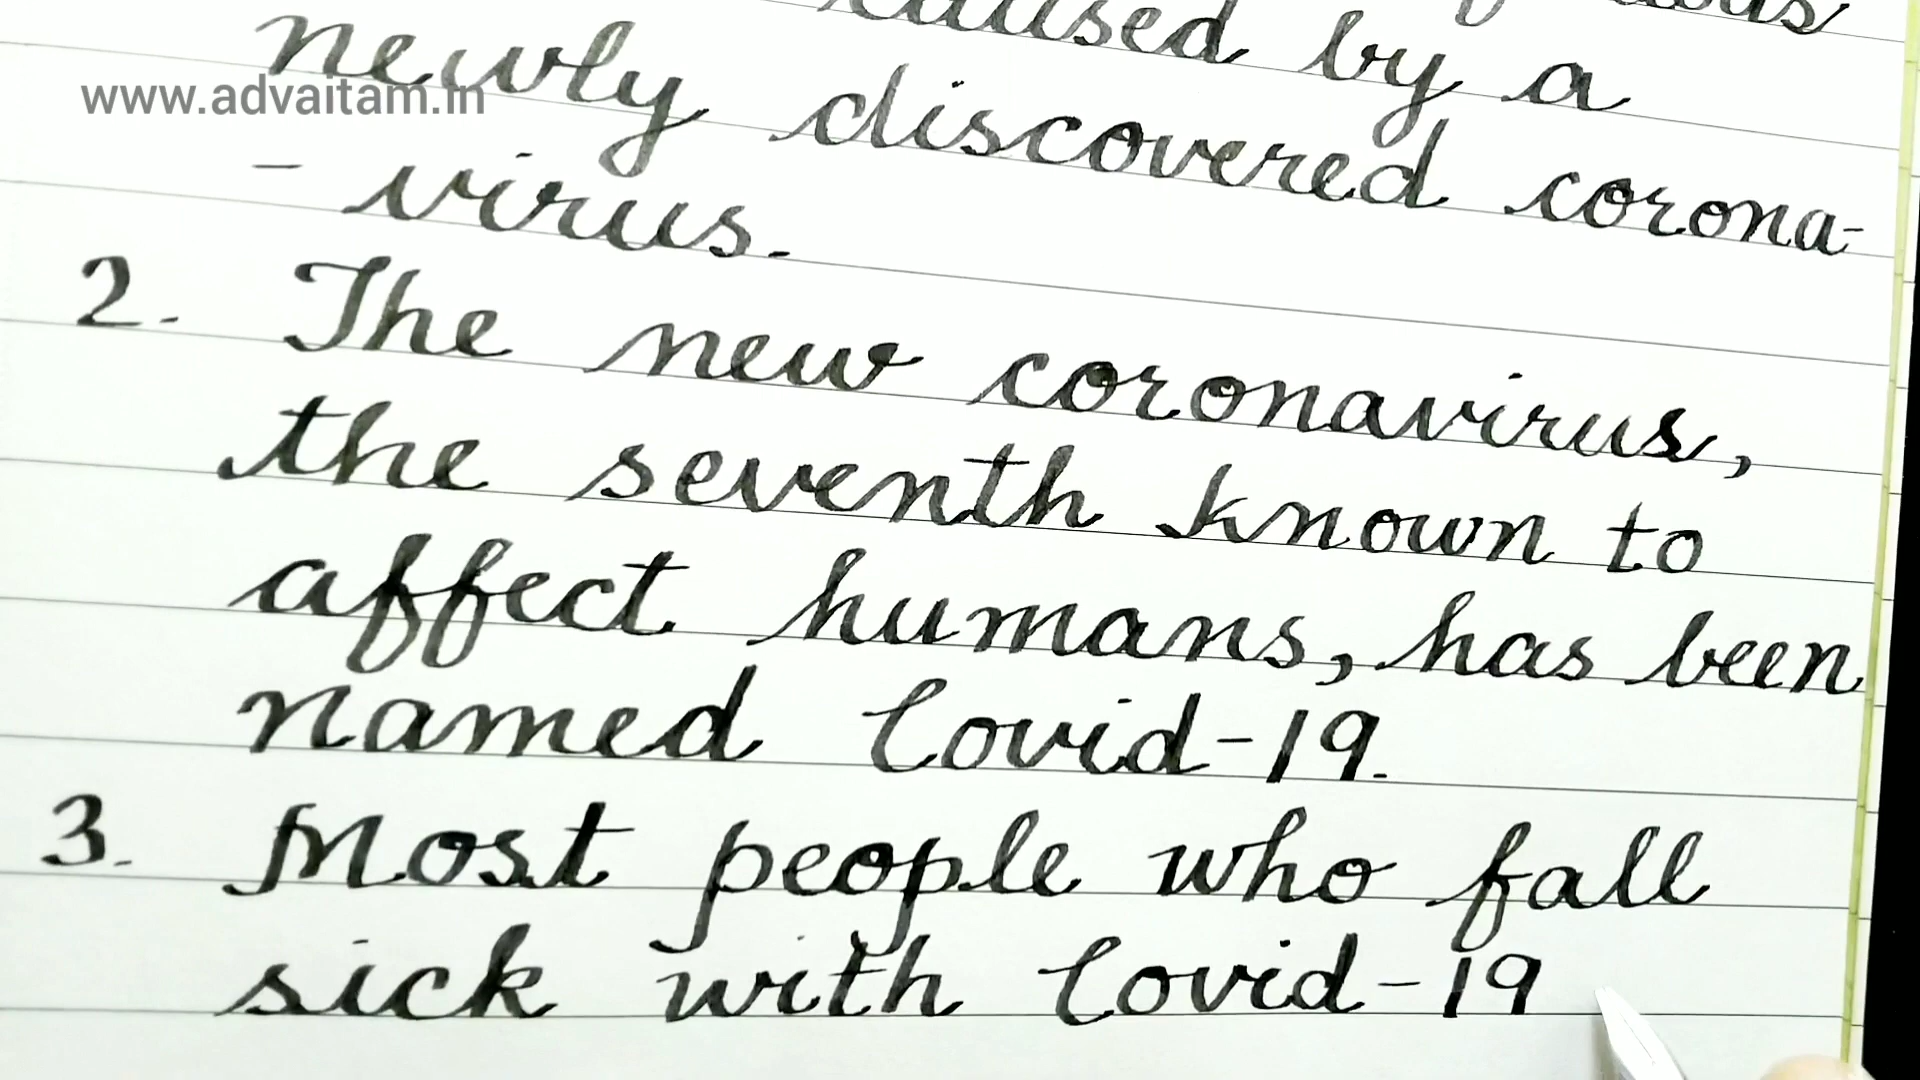 caused by a
newly discovered corona-
www.advaitam.in
- virus.
2. The new coronavirus,
the seventh known to
affect humans, has been
named Covid-19.
3. Most people who fall
sick with Covid-19